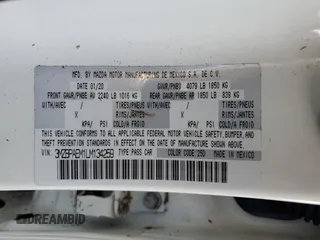 MFD. BY MAZDA MOTOR MANUFACTURING DE MEXICO S.A. DE C.V.
DATE 01/20 GVWR/PNBV 4079 LB 1850 KG
FRONT GAWR/PNBE AV 2240 LB 1016 KG REAR GAWR/PNBE AR 1850 LB 839 KG
WITH/AVEC / TIRES/PNEUS WITH/AVEC / TIRES/PNEUS
X RIMS/JANTES X RIMS/JANTES
/ KPA/ PSI COLD/A FROID / KPA/ PSI COLD/A FROID
THIS VEHICLE CONFORMS TO ALL APPLICABLE FEDERAL MOTOR VEHICLE SAFETY, BUMPER, AND
THEFT PREVENTION STANDARDS IN EFFECT ON THE DATE OF MANUFACTURE SHOWN ABOVE.
VIN: TYPE PASS CAR COLOR CODE: 25D MADE IN MEXICO
DREAMBID